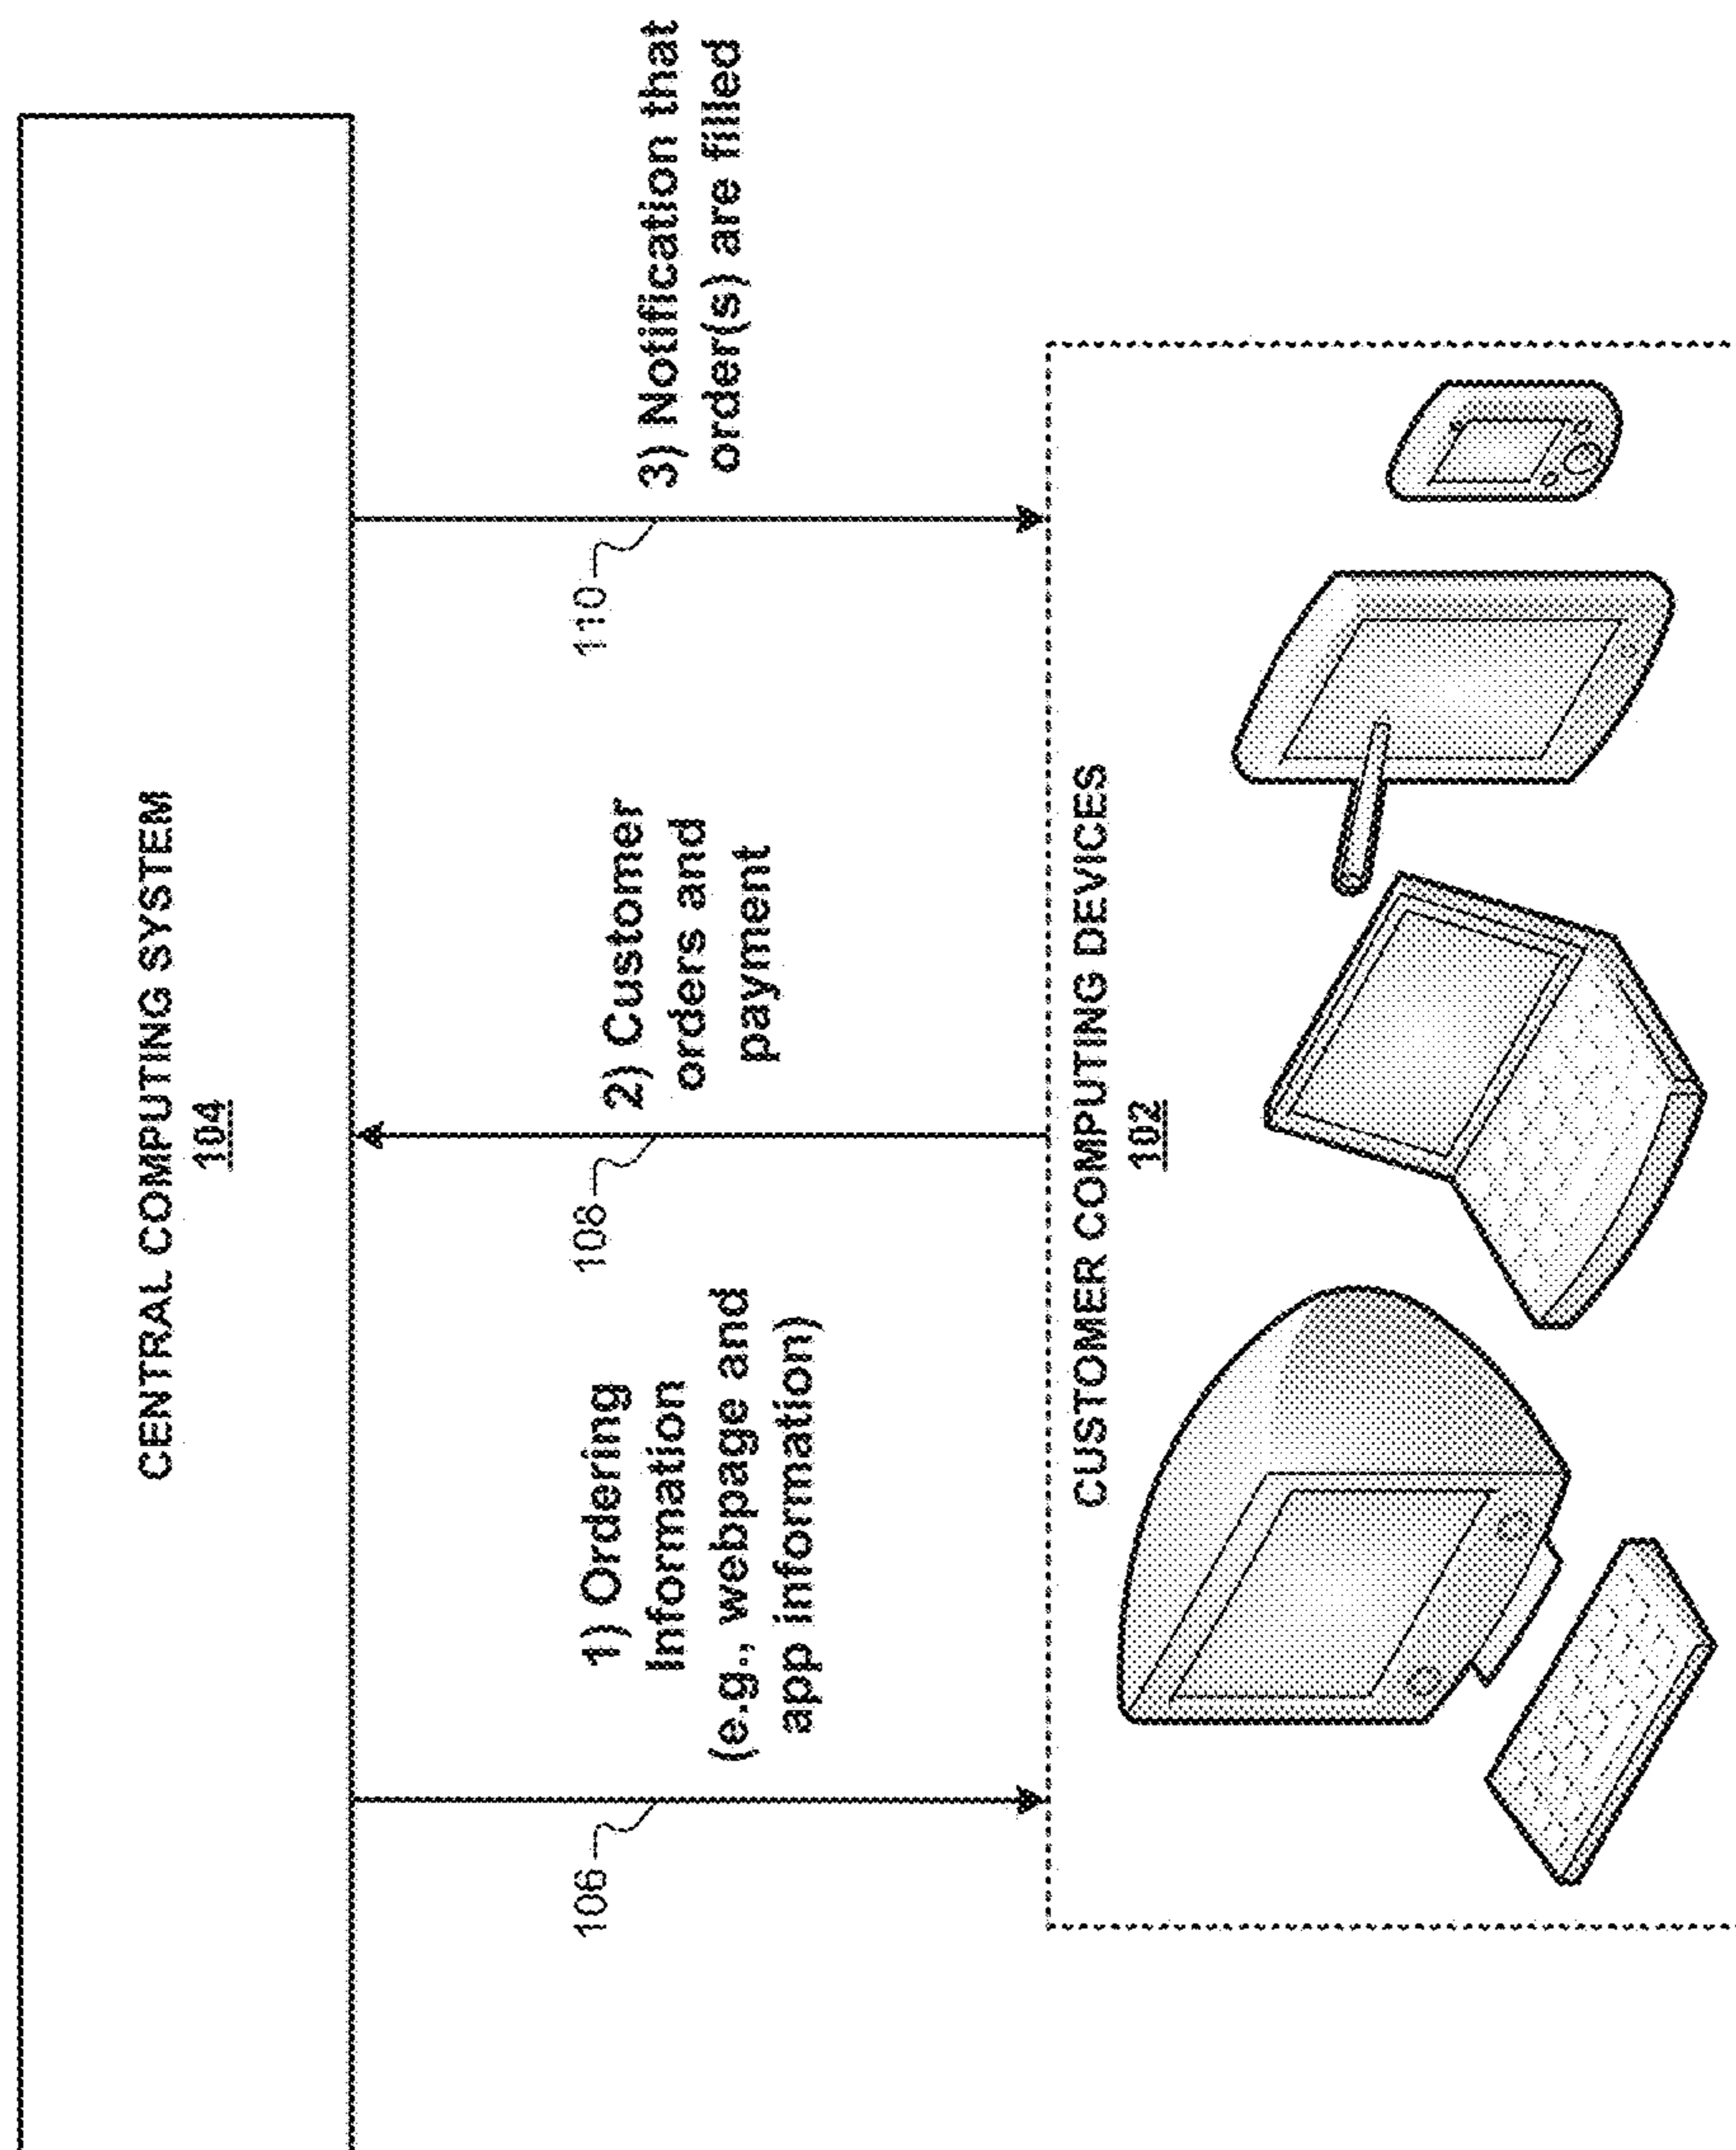 CENTRAL COMPUTING SYSTEM
104
106
1) Ordering
Information
(e.g., webpage and
app information)
108
2) Customer
orders and
payment
110
3) Notification that
order(s) are filled
CUSTOMER COMPUTING DEVICES
102